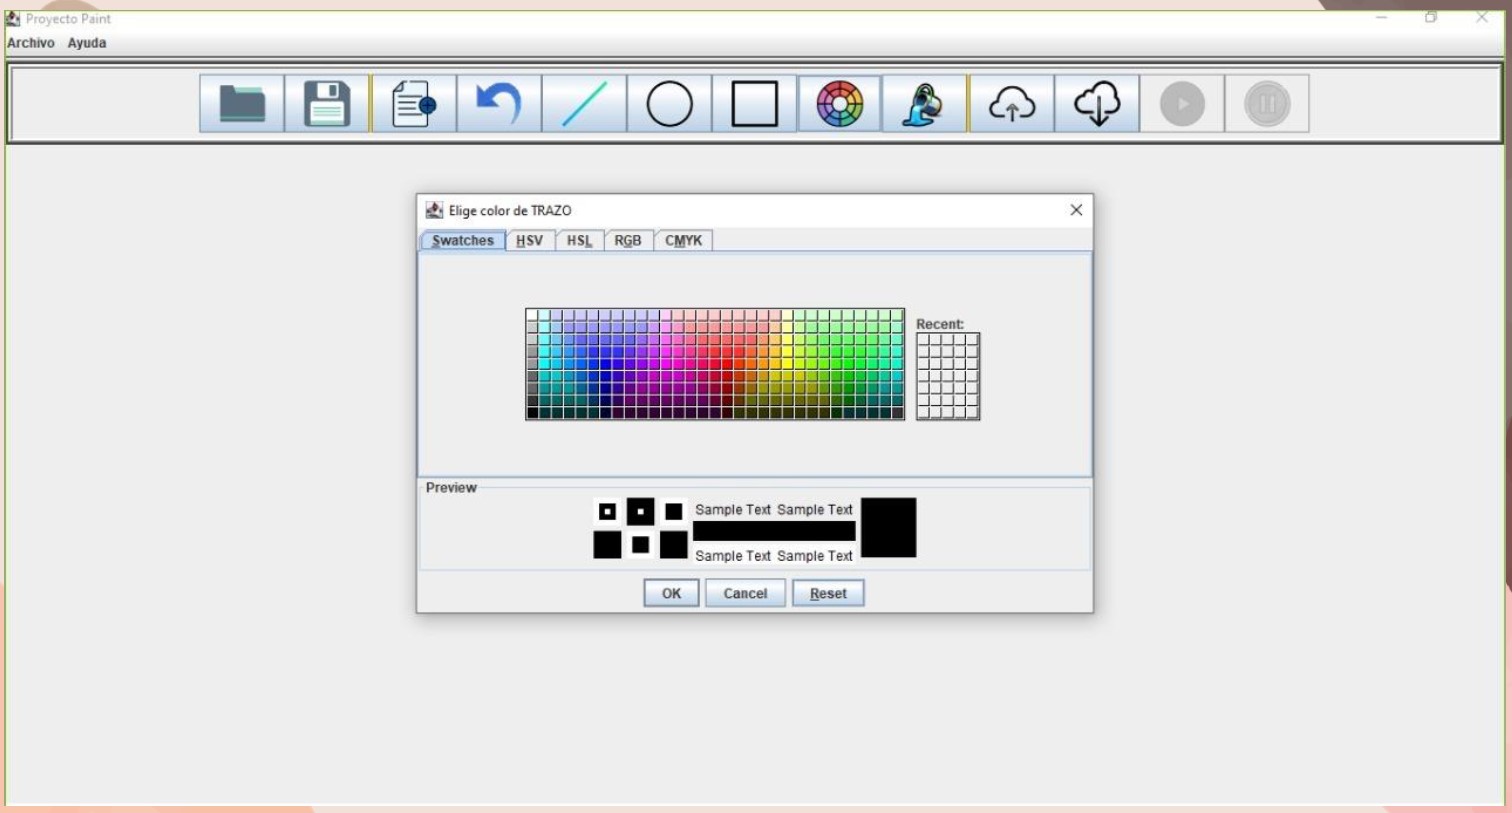 Proyecto Paint
Archivo Ayuda
Elige color de TRAZO
Swatches HSV HSL RGB CMYK
Recent:
Preview
Sample Text Sample Text
Sample Text Sample Text
OK Cancel Reset